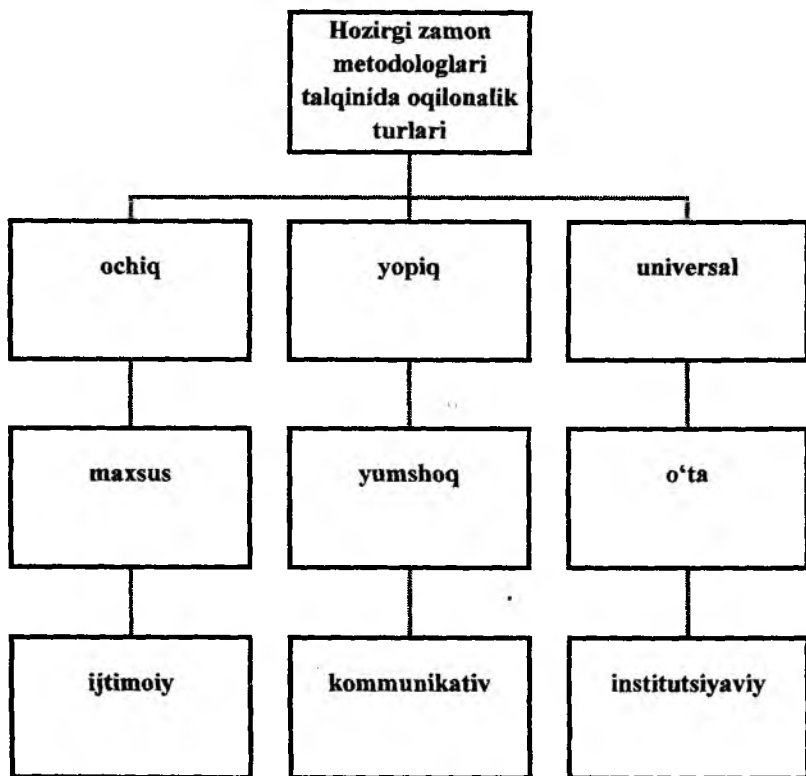 Hozirgi zamon
metodologlari
talqinida oqilonalik
turlari
ochiq
yopiq
universal
maxsus
yumshoq
o‘ta
ijtimoiy
kommunikativ
institutsiyaviy